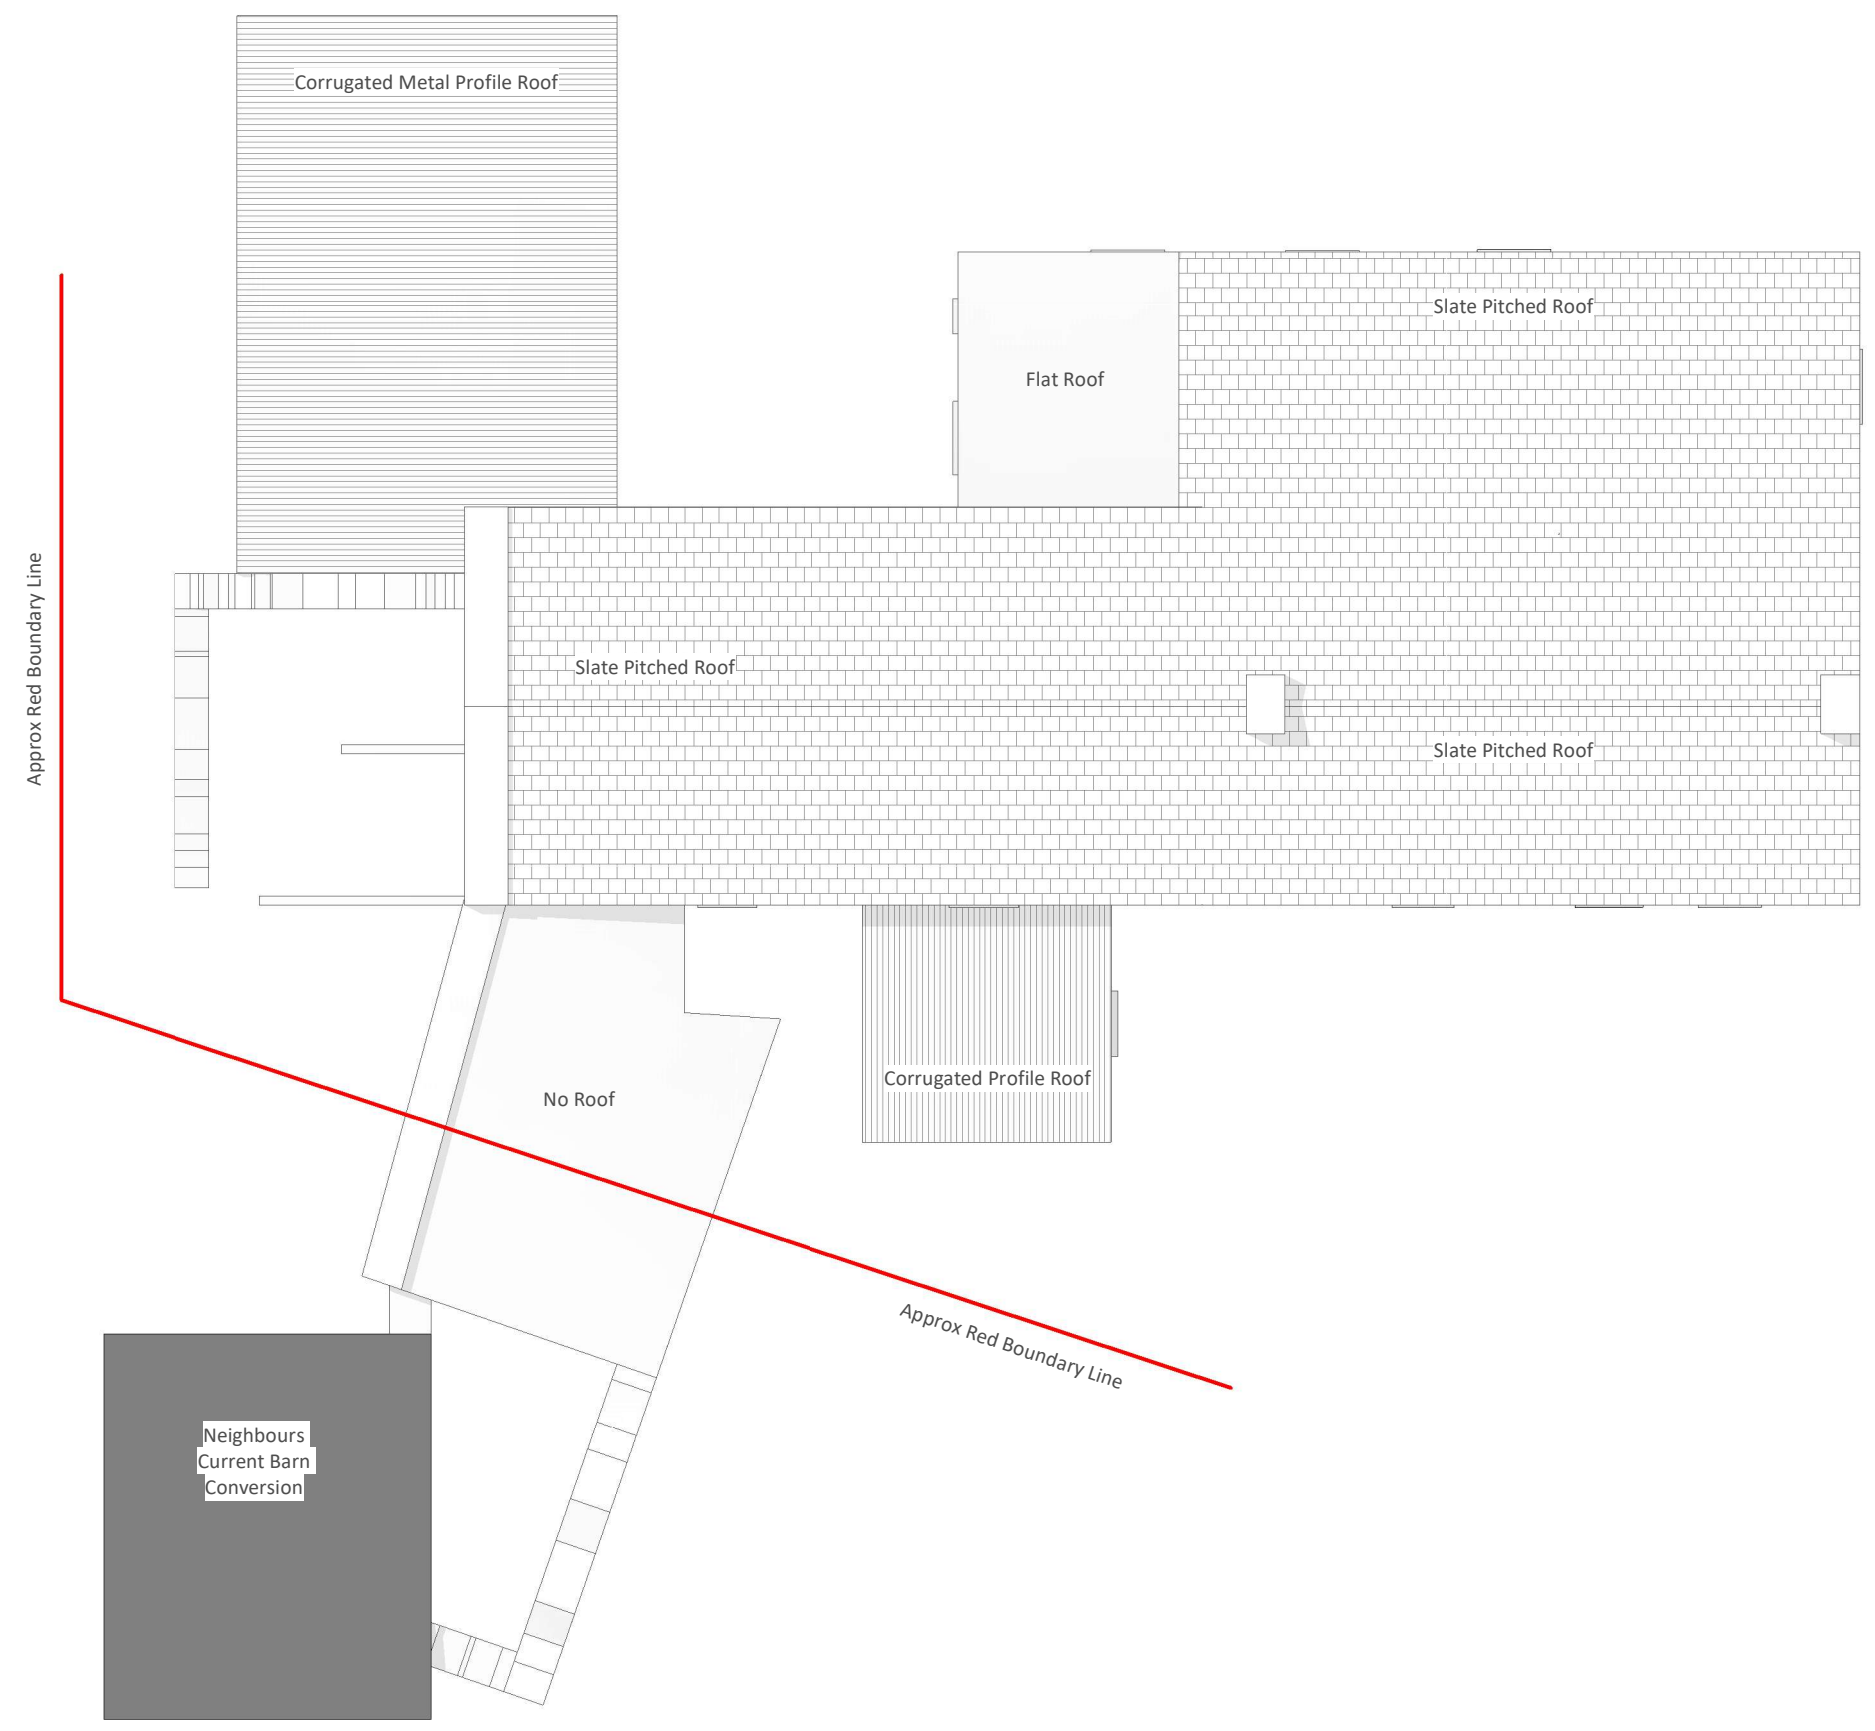 Corrugated Metal Profile Roof
Slate Pitched Roof
Flat Roof
Approx Red Boundary Line
Slate Pitched Roof
Slate Pitched Roof
Corrugated Profile Roof
No Roof
Approx Red Boundary Line
Neighbours
Current Barn
Conversion